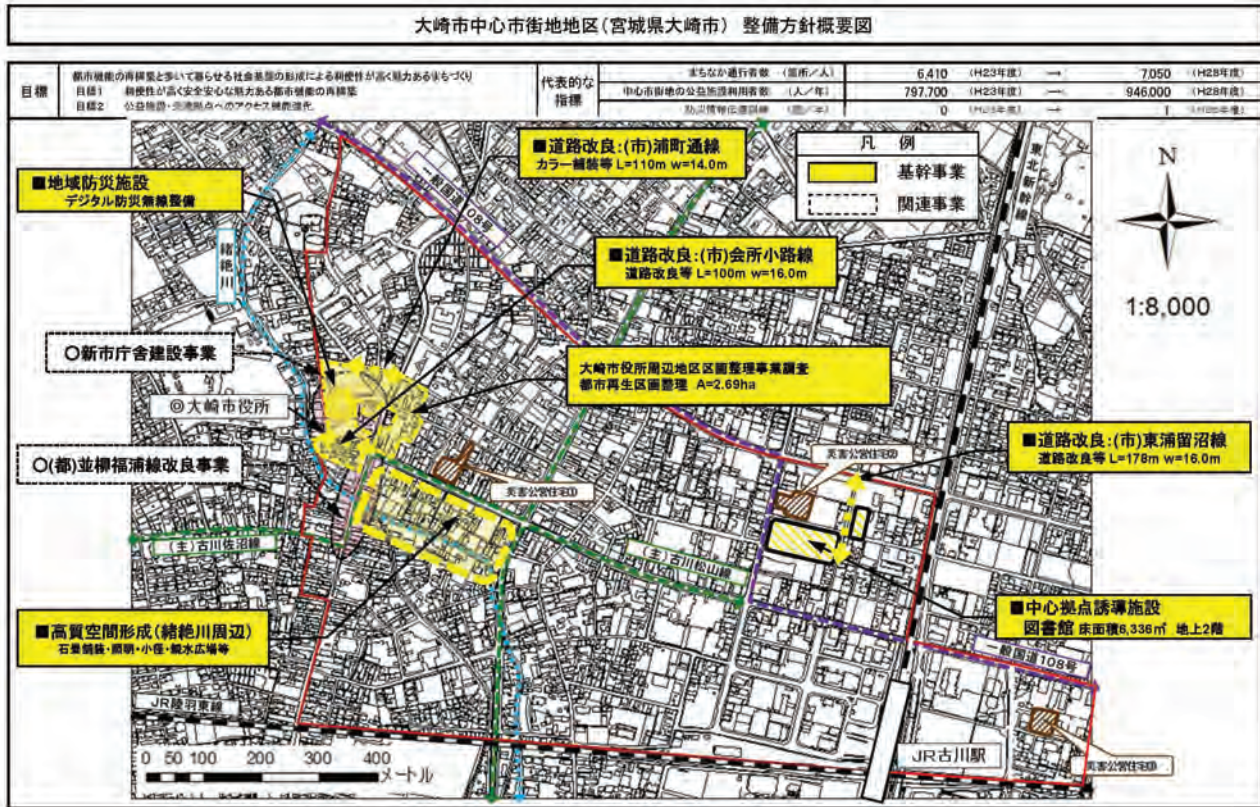 大崎市中心市街地地区(宮城県大崎市) 整備方針概要図
目標
都市機能の再構築と歩いて暮らせる社会基盤の形成による利便性が高く魅力あるまちづくり
目標1 利便性が高く安全安心な魅力ある都市機能の再構築
目標2 公益施設・交通拠点へのアクセス機能強化
代表的な指標
まちなか通行者数 (箇所/人) 6,410 (H23年度) → 7,050 (H28年度)
中心市街地の公益施設利用者数 (人/年) 797,700 (H23年度) → 946,000 (H28年度)
防災情報伝達訓練 (回/年) 0 → 1
■道路改良:(市)浦町通線
カラー舗装等 L=110m w=14.0m
凡 例
基幹事業
関連事業
東北新幹線
N
1:8,000
■地域防災施設
デジタル防災無線整備
一般国道108号
緒絶川
■道路改良:(市)会所小路線
道路改良等 L=100m w=16.0m
○新市庁舎建設事業
大崎市役所周辺地区区画整理事業調査
都市再生区画整理 A=2.69ha
◎大崎市役所
■道路改良:(市)東浦留沼線
道路改良等 L=178m w=16.0m
○(都)並柳福浦線改良事業
災害公営住宅
災害公営住宅
(主)古川佐沼線
(主)古川松山線
■中心拠点誘導施設
図書館 床面積6,336㎡ 地上2階
■高質空間形成(緒絶川周辺)
石畳舗装・照明・小径・親水広場等
一般国道108号
JR陸羽東線
JR古川駅
災害公営住宅
0 50 100 200 300 400
メートル